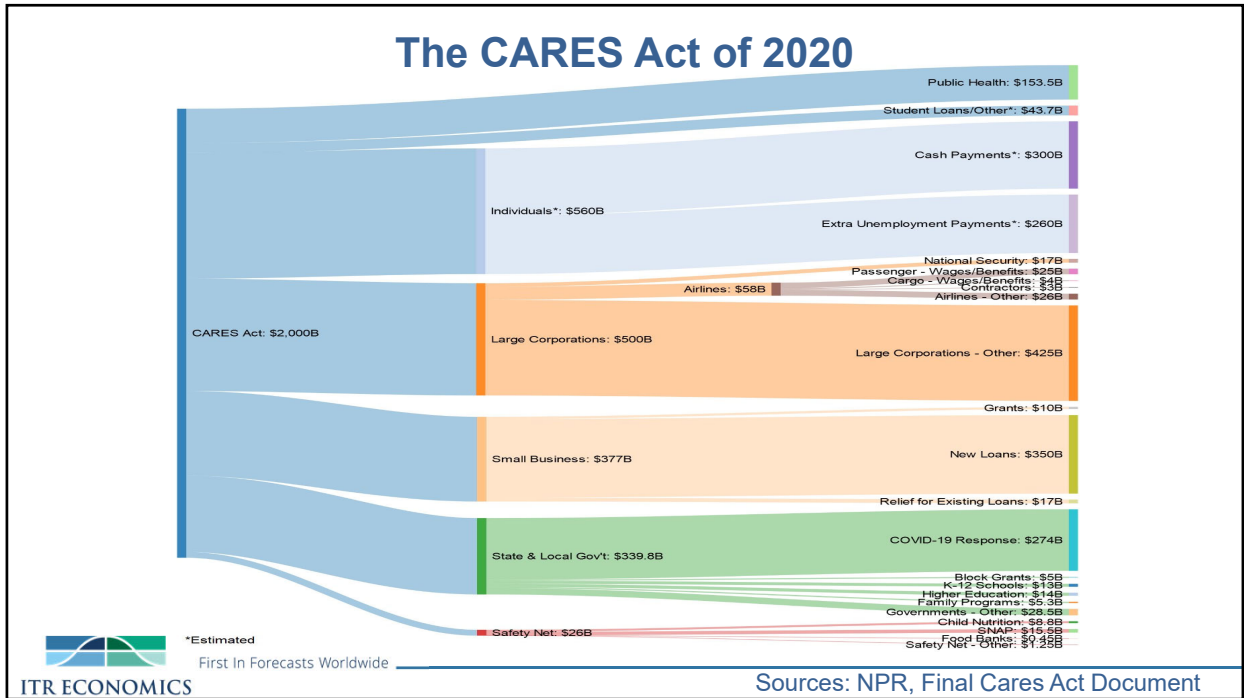 The CARES Act of 2020
Public Health: $153.5B
Student Loans/Other*: $43.7B
Cash Payments*: $300B
Individuals*: $560B
Extra Unemployment Payments*: $260B
National Security: $17B
Passenger - Wages/Benefits: $25B
Cargo - Wages/Benefits: $4B
Airlines: $58B
Contractors: $3B
Airlines - Other: $26B
CARES Act: $2,000B
Large Corporations: $500B
Large Corporations - Other: $425B
Grants: $10B
Small Business: $377B
New Loans: $350B
Relief for Existing Loans: $17B
COVID-19 Response: $274B
State & Local Gov't: $339.8B
Block Grants: $5B
K-12 Schools: $13B
Higher Education: $14B
Family Programs: $5.3B
Governments - Other: $28.5B
Child Nutrition: $8.8B
Safety Net: $26B
SNAP: $15.5B
Food Banks: $0.45B
Safety Net - Other: $1.25B
*Estimated
First In Forecasts Worldwide
ITR ECONOMICS
Sources: NPR, Final Cares Act Document